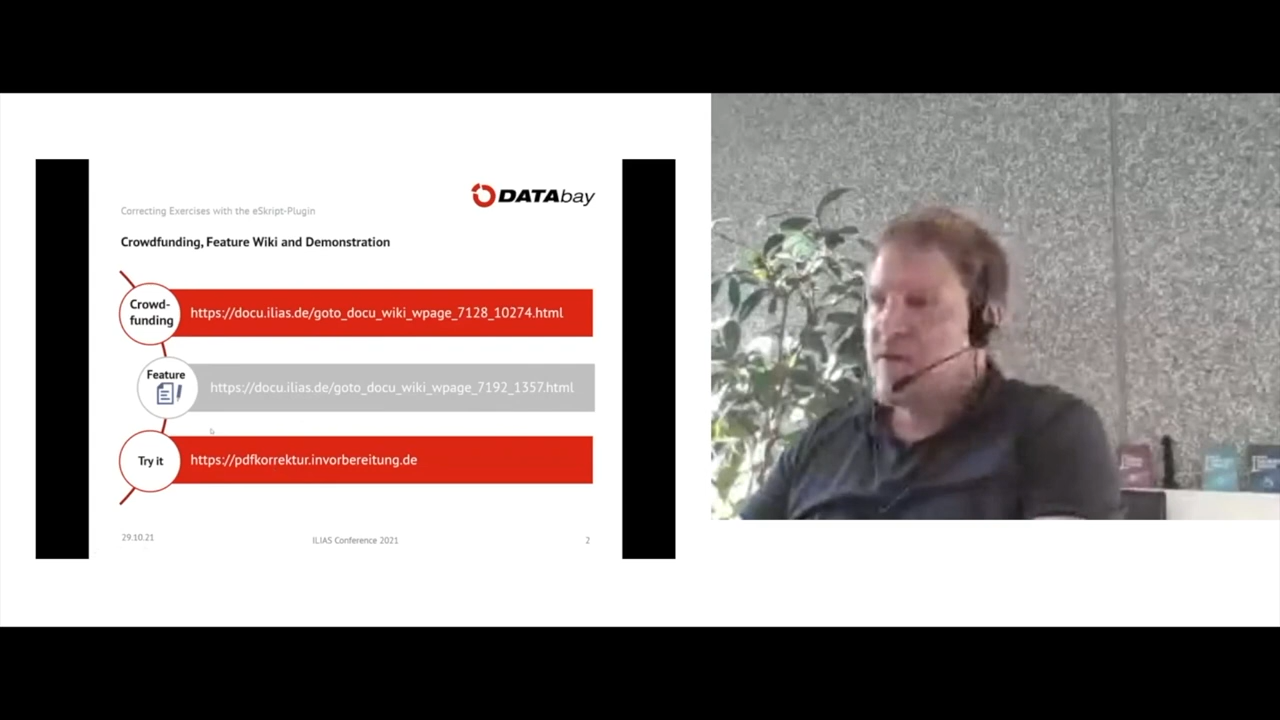 DATAbay
Correcting Exercises with the eSkript-Plugin
Crowdfunding, Feature Wiki and Demonstration
Crowd-
funding
https://docu.ilias.de/goto_docu_wiki_wpage_7128_10274.html
Feature
https://docu.ilias.de/goto_docu_wiki_wpage_7192_1357.html
Try it
https://pdfkorrektur.invorbereitung.de
29.10.21
ILIAS Conference 2021
2